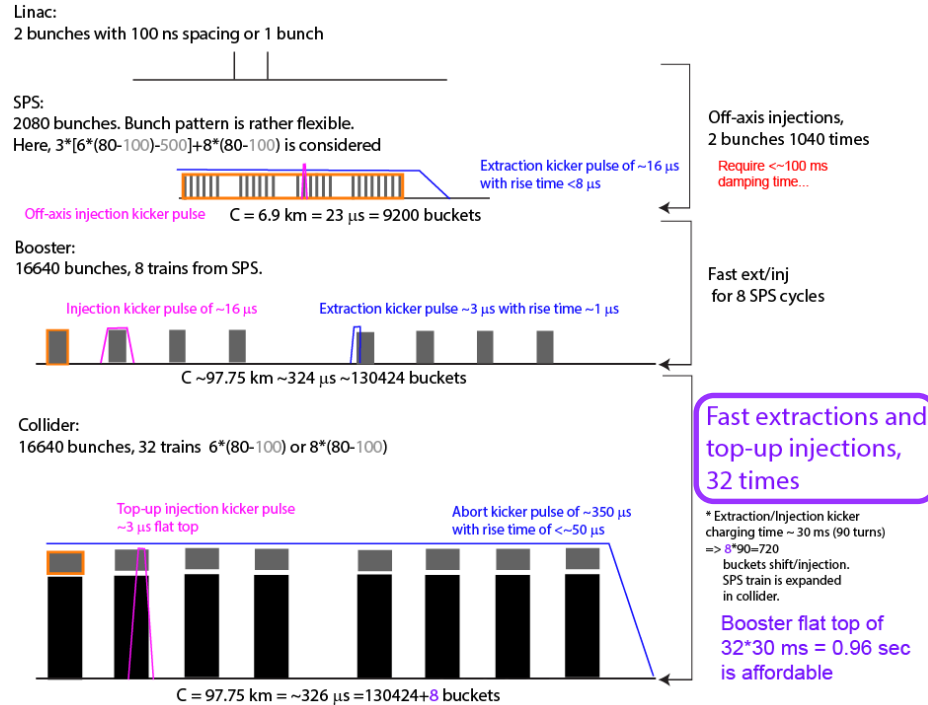 Linac:
2 bunches with 100 ns spacing or 1 bunch
SPS:
2080 bunches. Bunch pattern is rather flexible.
Here, 3*[6*(80-100)-500]+8*(80-100) is considered
Extraction kicker pulse of ~16 μs
with rise time <8 μs
Off-axis injection kicker pulse
C = 6.9 km = 23 μs = 9200 buckets
Off-axis injections,
2 bunches 1040 times
Require <~100 ms
damping time...
Booster:
16640 bunches, 8 trains from SPS.
Injection kicker pulse of ~16 μs
Extraction kicker pulse ~3 μs with rise time ~1 μs
C ~97.75 km ~324 μs ~130424 buckets
Fast ext/inj
for 8 SPS cycles
Collider:
16640 bunches, 32 trains 6*(80-100) or 8*(80-100)
Top-up injection kicker pulse
~3 μs flat top
Abort kicker pulse of ~350 μs
with rise time of <~50 μs
C = 97.75 km = ~326 μs =130424+8 buckets
Fast extractions and
top-up injections,
32 times
* Extraction/Injection kicker
charging time ~ 30 ms (90 turns)
=> 8*90=720
buckets shift/injection.
SPS train is expanded
in collider.
Booster flat top of
32*30 ms = 0.96 sec
is affordable